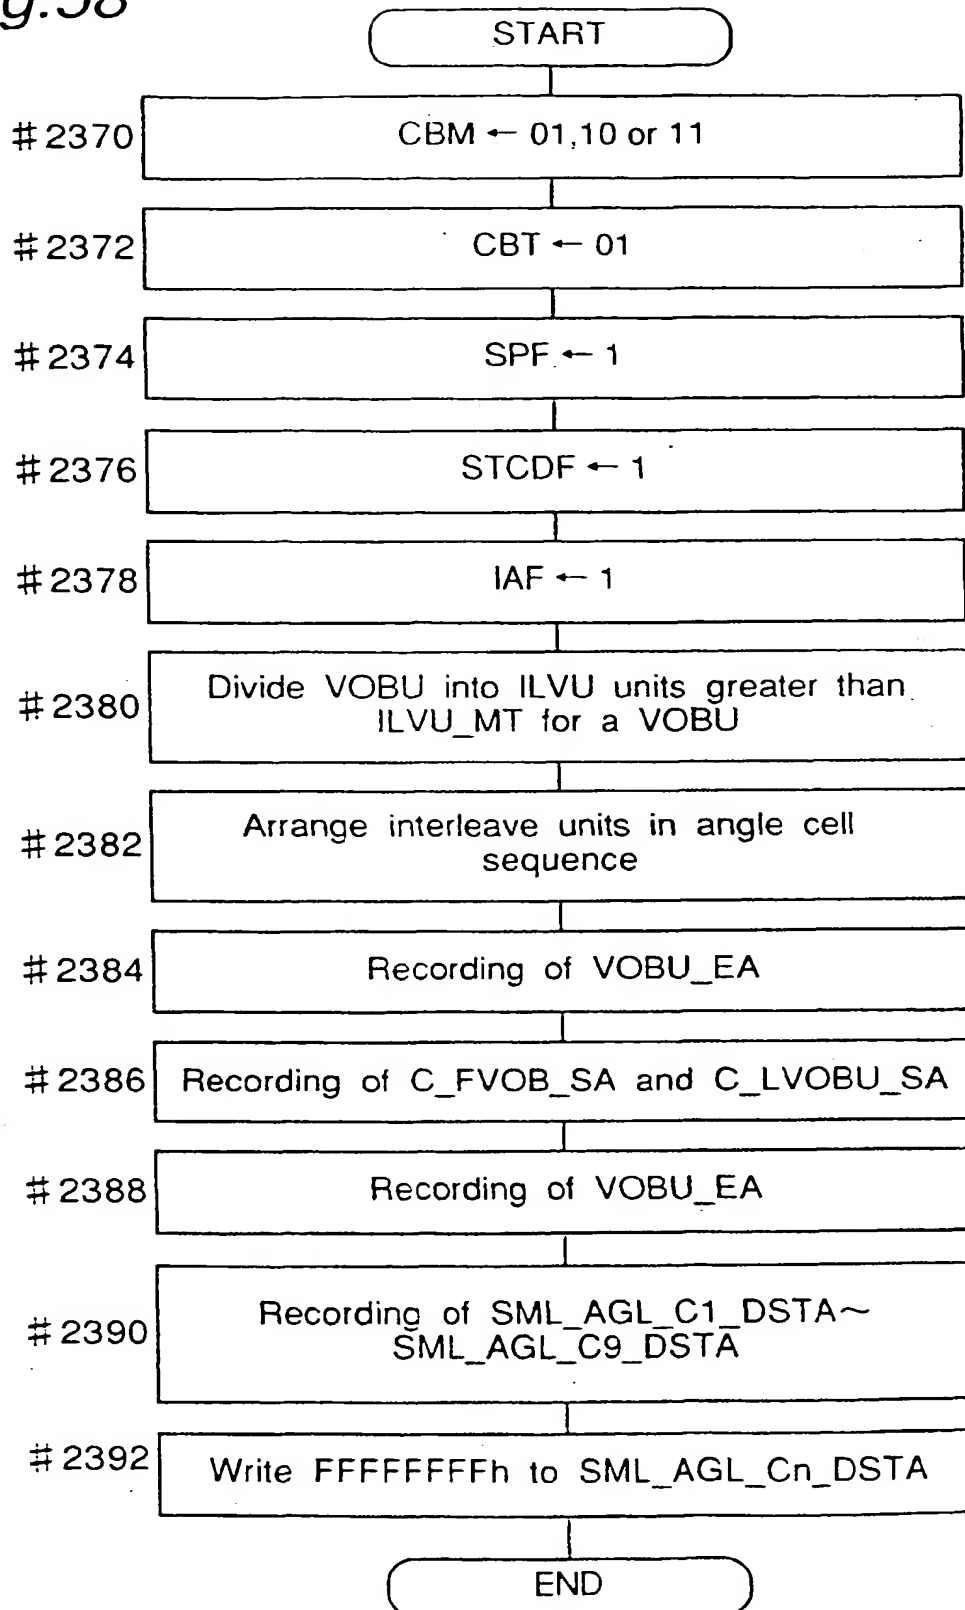 g.58
START
#2370 CBM ← 01,10 or 11
#2372 CBT ← 01
#2374 SPF ← 1
#2376 STCDF ← 1
#2378 IAF ← 1
#2380 Divide VOBU into ILVU units greater than
ILVU_MT for a VOBU
#2382 Arrange interleave units in angle cell
sequence
#2384 Recording of VOBU_EA
#2386 Recording of C_FVOB_SA and C_LVOBU_SA
#2388 Recording of VOBU_EA
#2390 Recording of SML_AGL_C1_DSTA~
SML_AGL_C9_DSTA
#2392 Write FFFFFFFFh to SML_AGL_Cn_DSTA
END